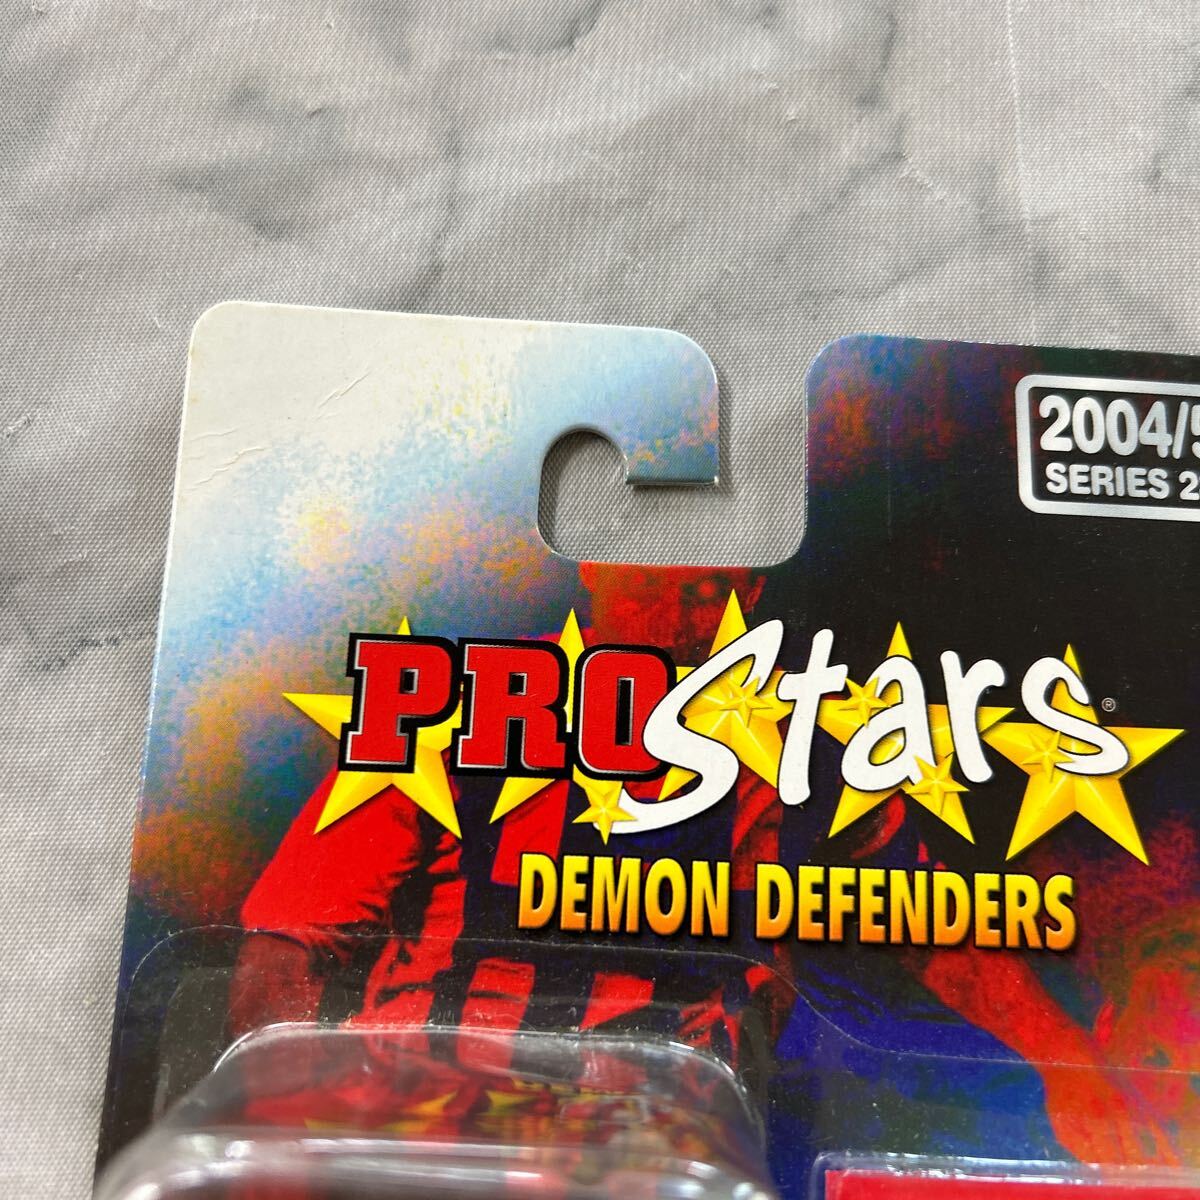 2004/5
SERIES 2
PROStars®
DEMON DEFENDERS